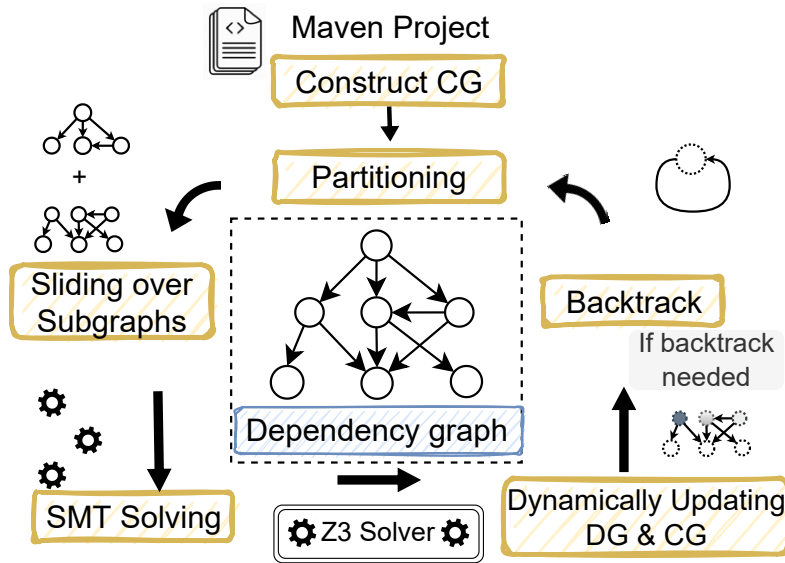 Maven Project
<>
Construct CG
Partitioning
+
Sliding over
Subgraphs
Backtrack
If backtrack
needed
Dependency graph
SMT Solving
Z3 Solver
Dynamically Updating
DG & CG